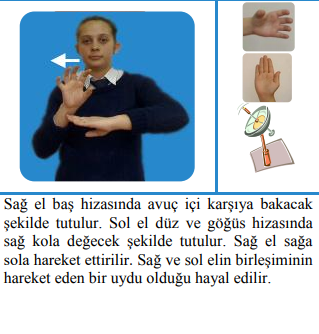 Sağ el baş hizasında avuç içi karşıya bakacak
şekilde tutulur. Sol el düz ve göğüs hizasında
sağ kola değecek şekilde tutulur. Sağ el sağa
sola hareket ettirilir. Sağ ve sol elin birleşiminin
hareket eden bir uydu olduğu hayal edilir.